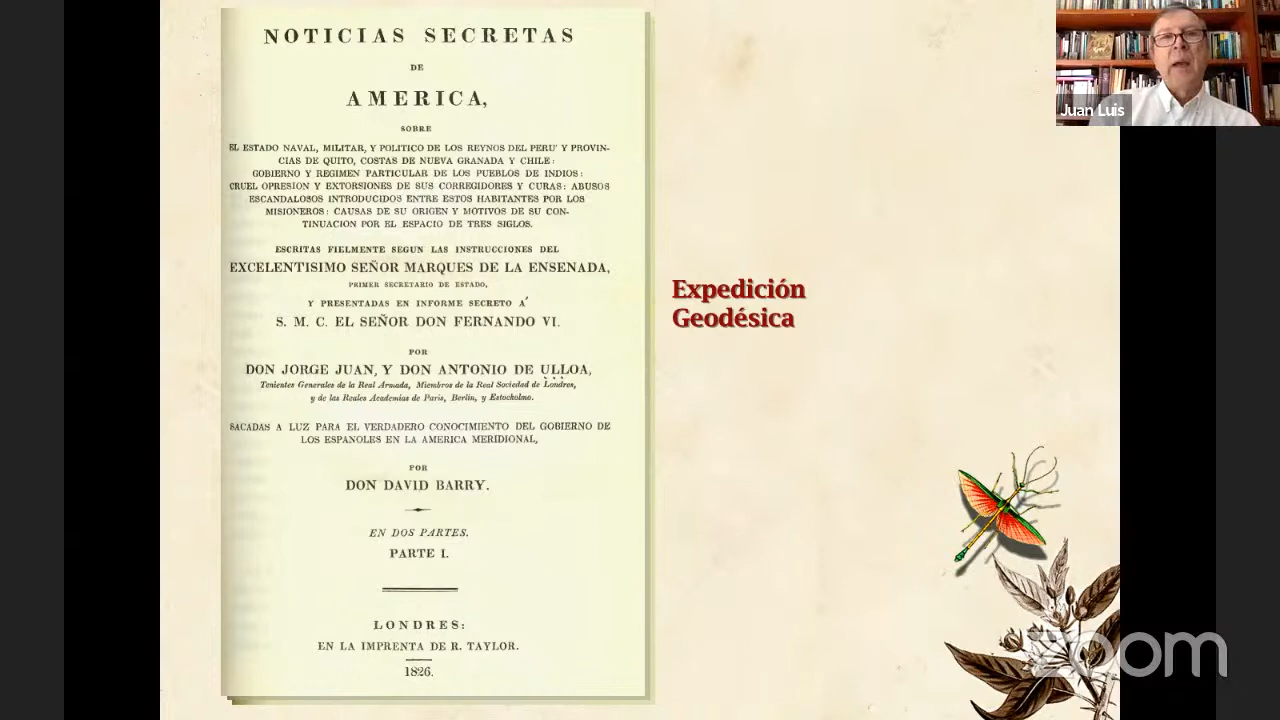 NOTICIAS SECRETAS
DE
AMERICA,
SOBRE
EL ESTADO NAVAL, MILITAR, Y POLITICO DE LOS REYNOS DEL PERU' Y PROVIN-
CIAS DE QUITO, COSTAS DE NUEVA GRANADA Y CHILE:
GOBIERNO Y REGIMEN PARTICULAR DE LOS PUEBLOS DE INDIOS:
CRUEL OPRESION Y EXTORSIONES DE SUS CORREGIDORES Y CURAS: ABUSOS
ESCANDALOSOS INTRODUCIDOS ENTRE ESTOS HABITANTES POR LOS
MISIONEROS: CAUSAS DE SU ORIGEN Y MOTIVOS DE SU CON-
TINUACION POR EL ESPACIO DE TRES SIGLOS.
ESCRITAS FIELMENTE SEGUN LAS INSTRUCCIONES DEL
EXCELENTISIMO SEÑOR MARQUES DE LA ENSENADA,
PRIMER SECRETARIO DE ESTADO,
Y PRESENTADAS EN INFORME SECRETO A'
S. M. C. EL SEÑOR DON FERNANDO VI.
POR
DON JORGE JUAN, Y DON ANTONIO DE ULLOA,
Tenientes Generales de la Real Armada, Miembros de la Real Sociedad de Londres,
y de las Reales Academias de Paris, Berlin, y Estocholmo.
SACADAS A LUZ PARA EL VERDADERO CONOCIMIENTO DEL GOBIERNO DE
LOS ESPANOLES EN LA AMERICA MERIDIONAL,
POR
DON DAVID BARRY.
EN DOS PARTES.
PARTE I.
LONDRES:
EN LA IMPRENTA DE R. TAYLOR.
1826.
Expedición
Geodésica
Juan Luis
zoom